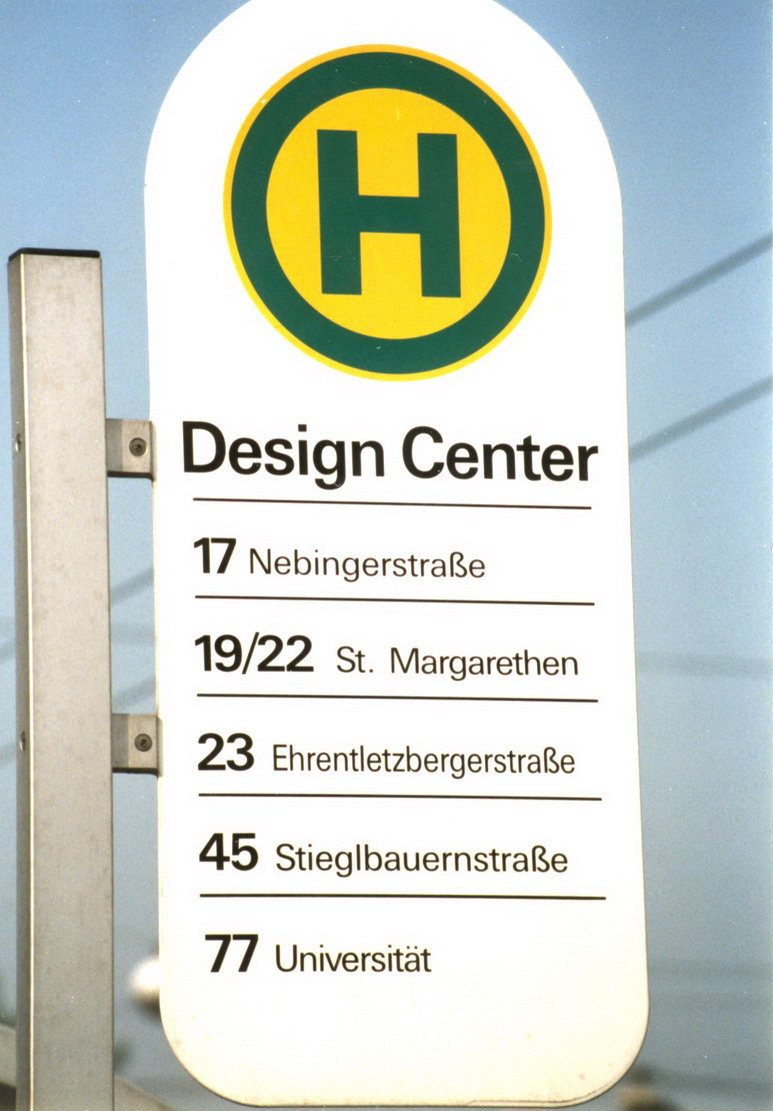 H
Design Center
17 Nebingerstraße
19/22 St. Margarethen
23 Ehrentletzbergerstraße
45 Stieglbauernstraße
77 Universität